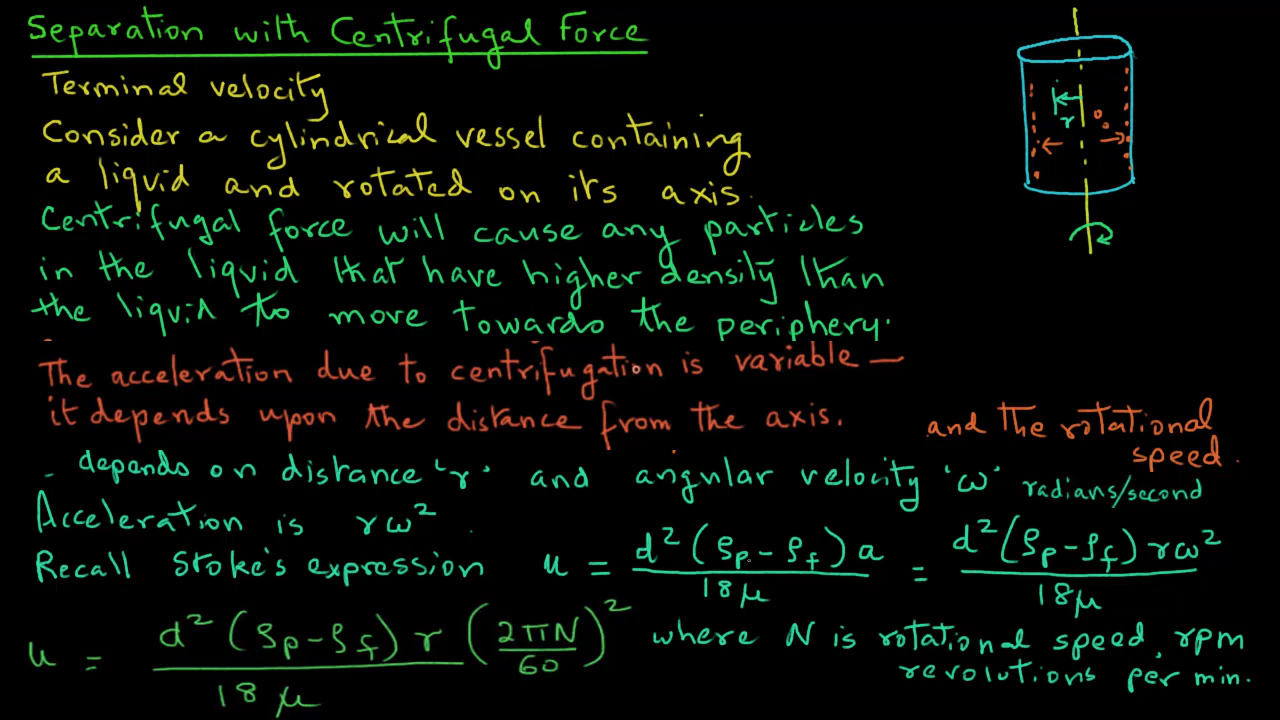 Separation with Centrifugal Force
Terminal velocity
Consider a cylindrical vessel containing
a liquid and rotated on its axis.
Centrifugal force will cause any particles
in the liquid that have higher density than
the liquid to move towards the periphery.
The acceleration due to centrifugation is variable —
it depends upon the distance from the axis. and the rotational
speed.
- depends on distance 'r' and angular velocity 'ω' radians/second
Acceleration is rω².
Recall Stoke's expression u = d²(ρp - ρf)a / 18μ = d²(ρp - ρf)rω² / 18μ
u = d²(ρp - ρf) r / 18μ (2πN / 60)² where N is rotational speed, rpm
revolutions per min.
r